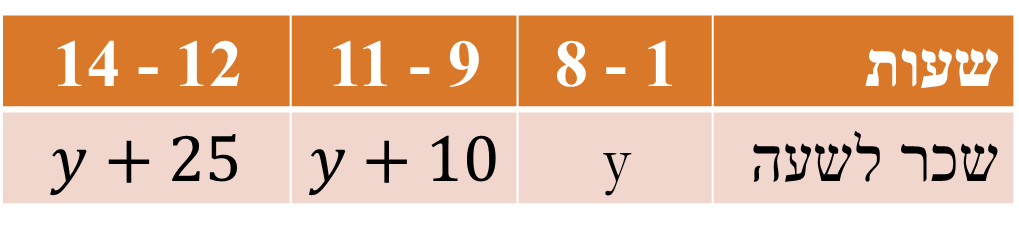 שעות 1 - 8 9 - 11 12 - 14
שכר לשעה y y + 10 y + 25